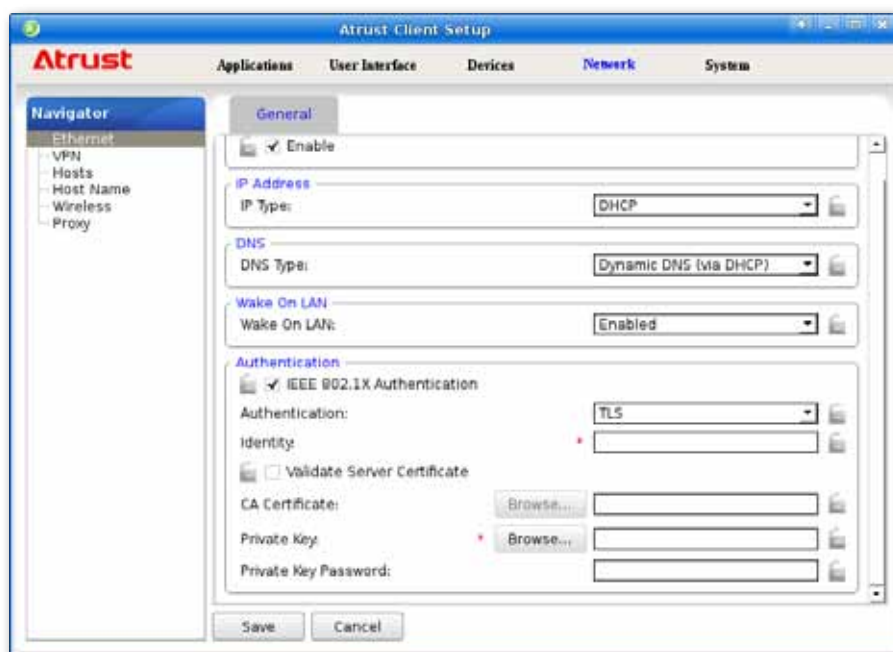 Atrust Client Setup
Atrust
Applications User Interface Devices Network System
Navigator
Ethernet
VPN
Hosts
Host Name
Wireless
Proxy
General
Enable
IP Address
IP Type: DHCP
DNS
DNS Type: Dynamic DNS (via DHCP)
Wake On LAN
Wake On LAN: Enabled
Authentication
IEEE 802.1X Authentication
Authentication: TLS
Identity: *
Validate Server Certificate
CA Certificate: Browse...
Private Key: * Browse...
Private Key Password:
Save Cancel